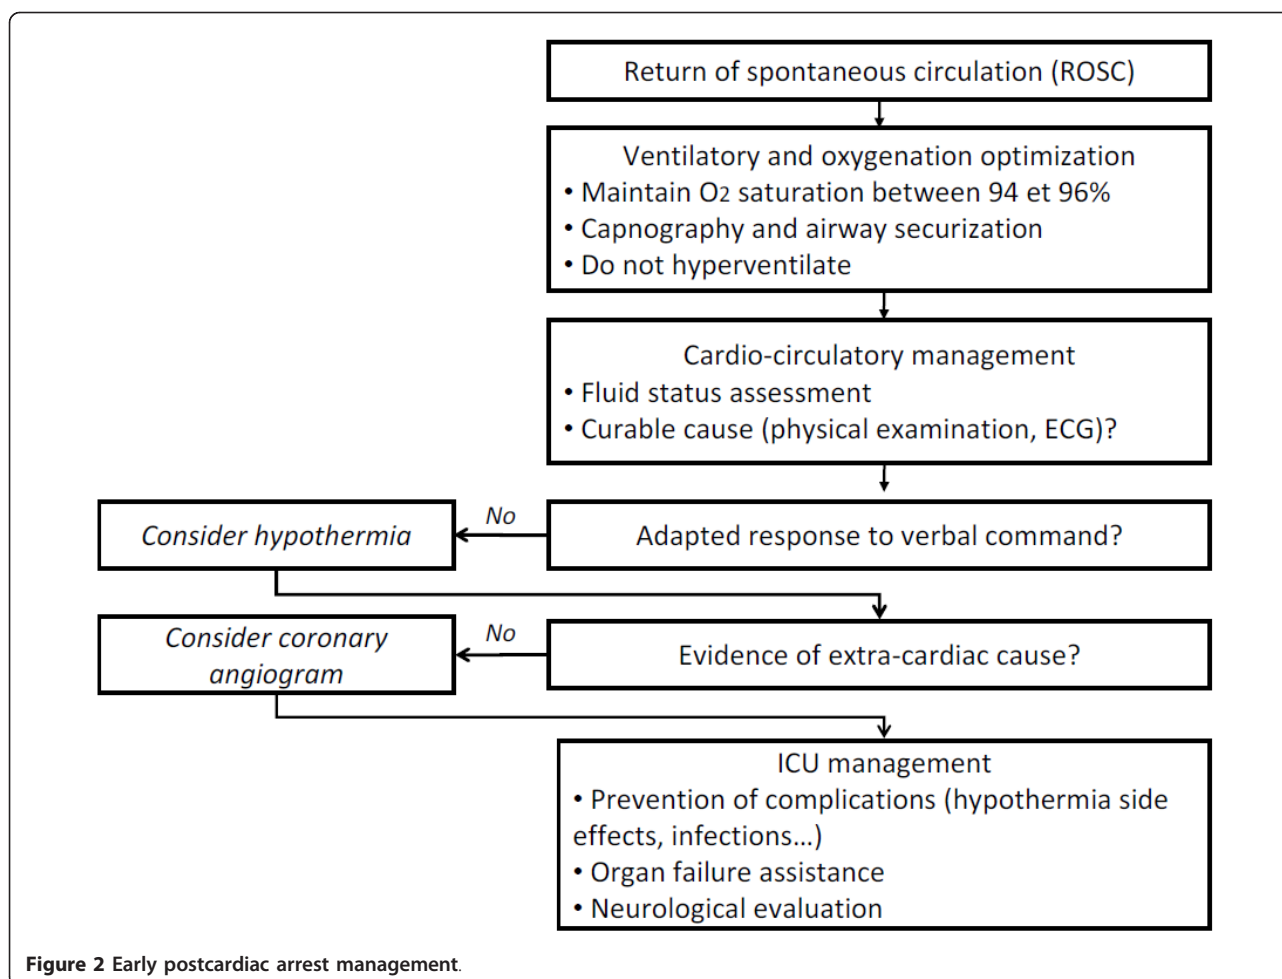 Return of spontaneous circulation (ROSC)
Ventilatory and oxygenation optimization
• Maintain O2 saturation between 94 et 96%
• Capnography and airway securization
• Do not hyperventilate
Cardio-circulatory management
• Fluid status assessment
• Curable cause (physical examination, ECG)?
Adapted response to verbal command?
No
Consider hypothermia
Evidence of extra-cardiac cause?
No
Consider coronary
angiogram
ICU management
• Prevention of complications (hypothermia side
effects, infections...)
• Organ failure assistance
• Neurological evaluation
Figure 2 Early postcardiac arrest management.